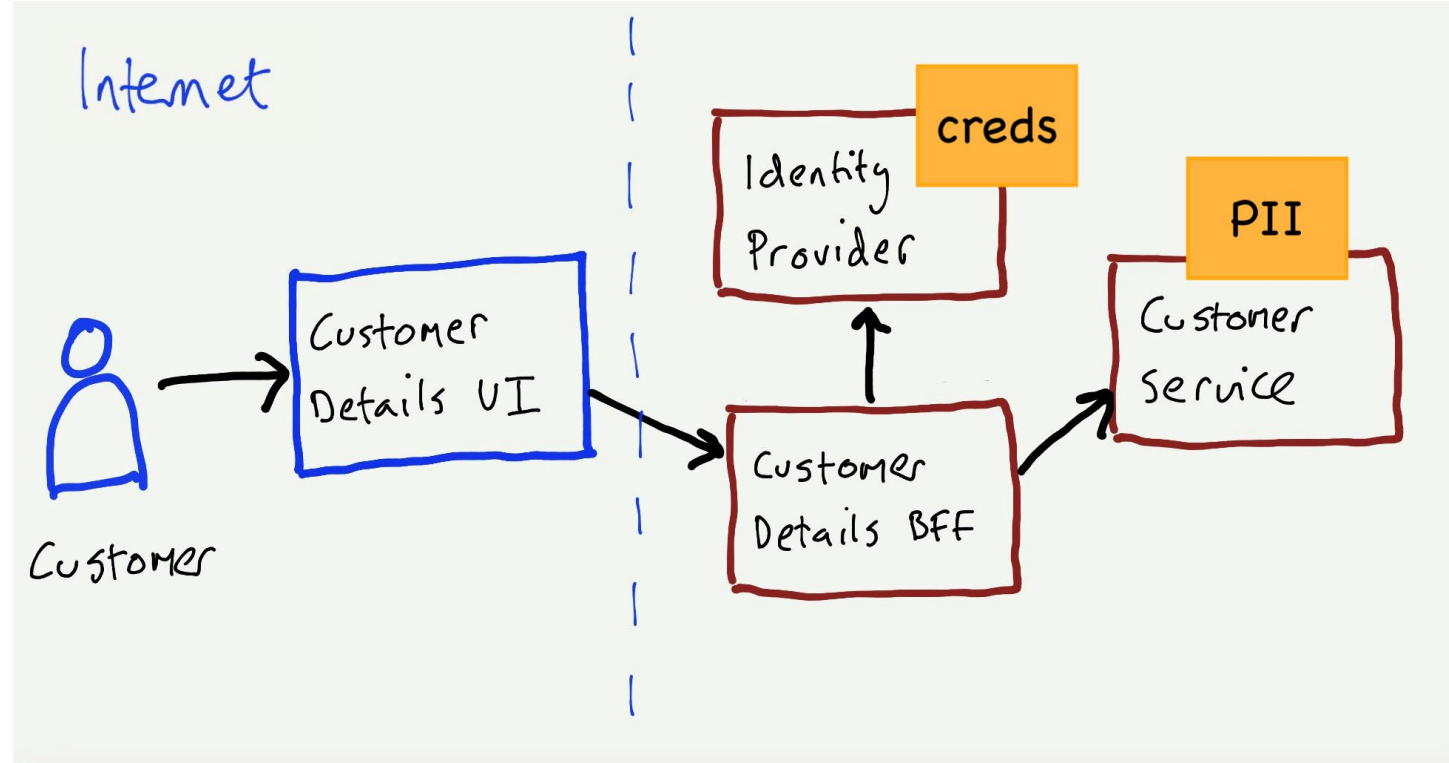 Internet
creds
Identity
Provider
PII
Customer
Service
Customer
Details UI
Customer
Details BFF
Customer